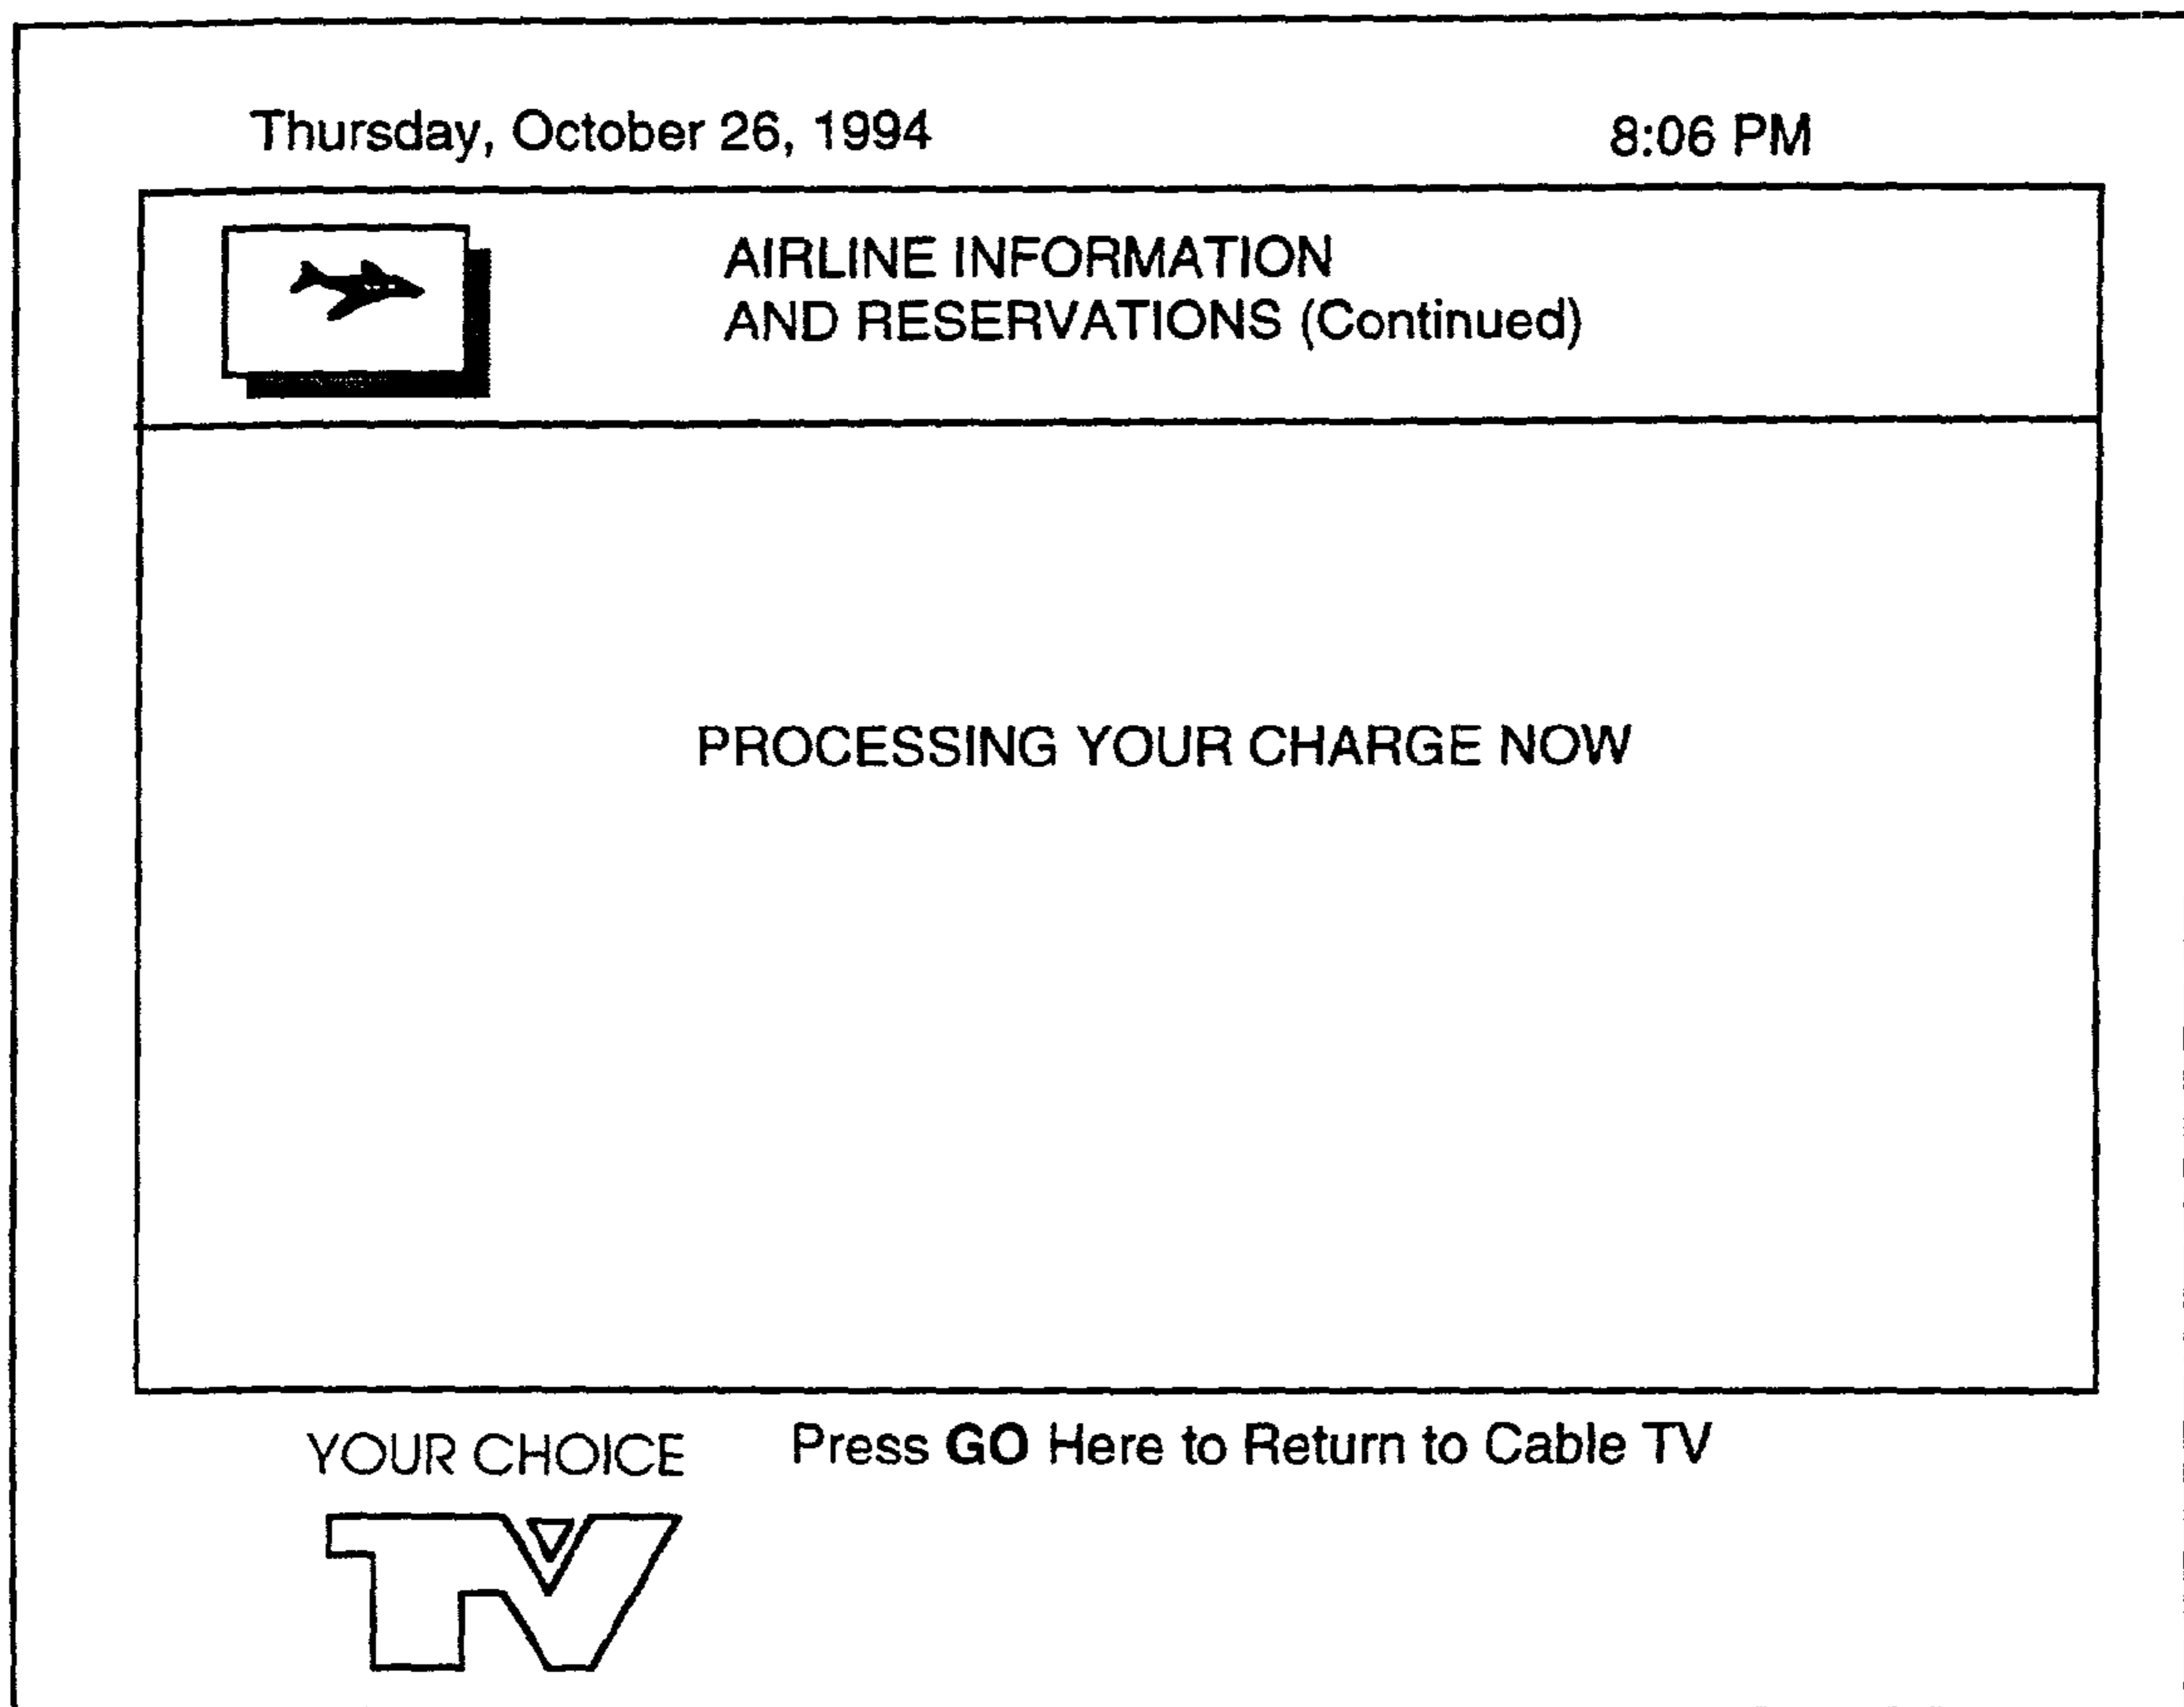 Thursday, October 26, 1994 8:06 PM
AIRLINE INFORMATION
AND RESERVATIONS (Continued)
PROCESSING YOUR CHARGE NOW
YOUR CHOICE Press GO Here to Return to Cable TV
TV